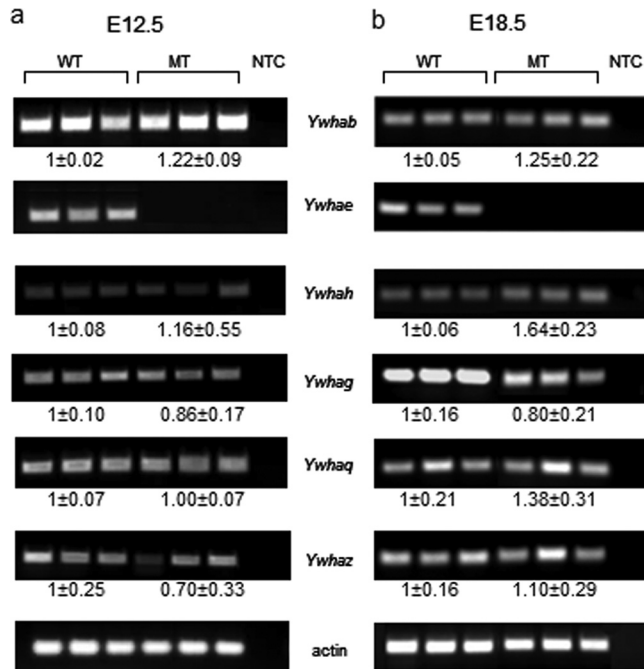 a
E12.5
b
E18.5
WT MT NTC
WT MT NTC
Ywhab
1±0.02 1.22±0.09
1±0.05 1.25±0.22
Ywhae
Ywhah
1±0.08 1.16±0.55
1±0.06 1.64±0.23
Ywhag
1±0.10 0.86±0.17
1±0.16 0.80±0.21
Ywhaq
1±0.07 1.00±0.07
1±0.21 1.38±0.31
Ywhaz
1±0.25 0.70±0.33
1±0.16 1.10±0.29
actin